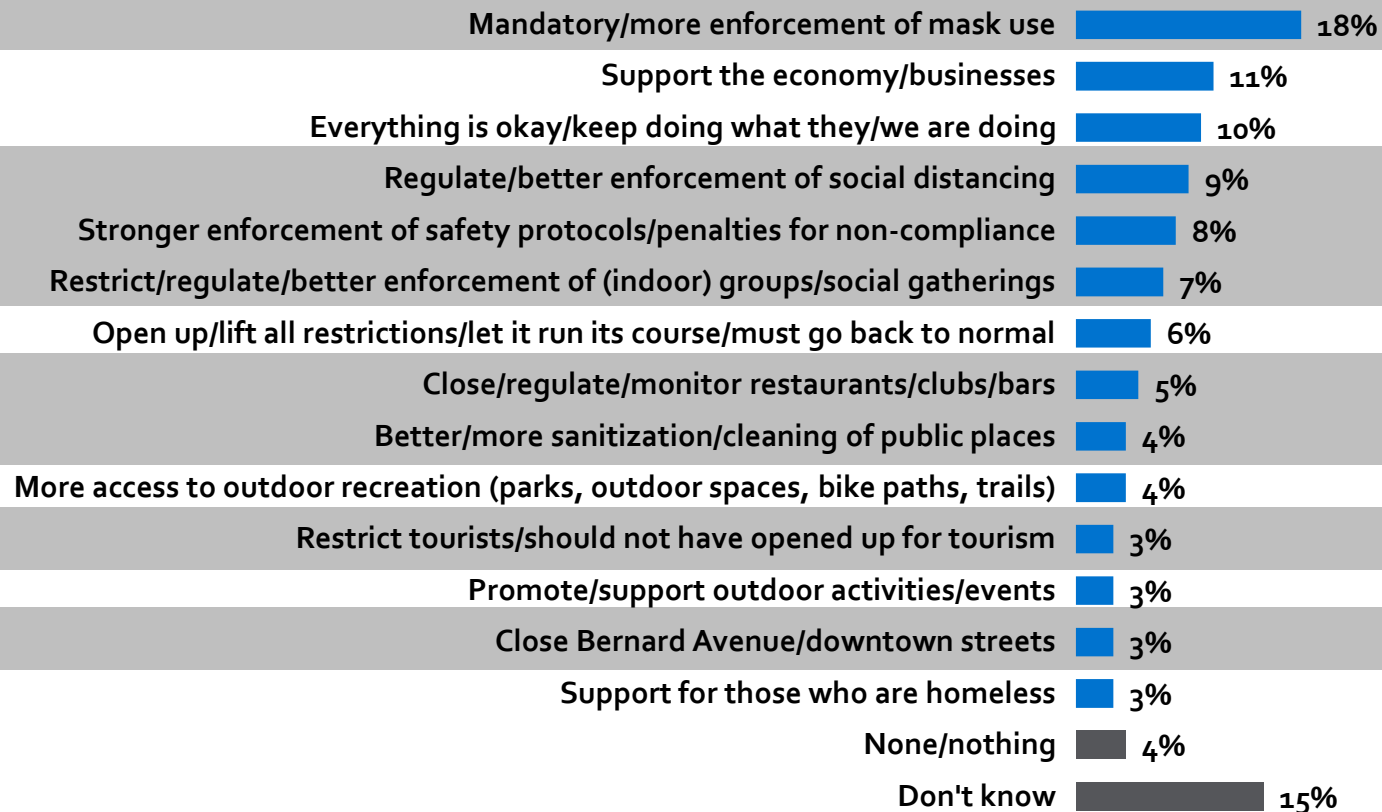 Mandatory/more enforcement of mask use 18%
Support the economy/businesses 11%
Everything is okay/keep doing what they/we are doing 10%
Regulate/better enforcement of social distancing 9%
Stronger enforcement of safety protocols/penalties for non-compliance 8%
Restrict/regulate/better enforcement of (indoor) groups/social gatherings 7%
Open up/lift all restrictions/let it run its course/must go back to normal 6%
Close/regulate/monitor restaurants/clubs/bars 5%
Better/more sanitization/cleaning of public places 4%
More access to outdoor recreation (parks, outdoor spaces, bike paths, trails) 4%
Restrict tourists/should not have opened up for tourism 3%
Promote/support outdoor activities/events 3%
Close Bernard Avenue/downtown streets 3%
Support for those who are homeless 3%
None/nothing 4%
Don't know 15%